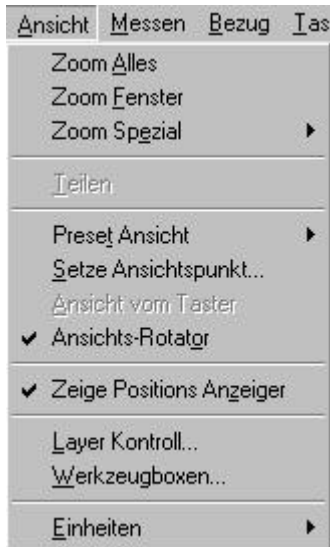 Ansicht Messen Bezug Tas
Zoom Alles
Zoom Fenster
Zoom Spezial
Teilen
Preset Ansicht
Setze Ansichtspunkt...
Ansicht vom Taster
Ansichts-Rotator
Zeige Positions Anzeiger
Layer Kontroll...
Werkzeugboxen...
Einheiten